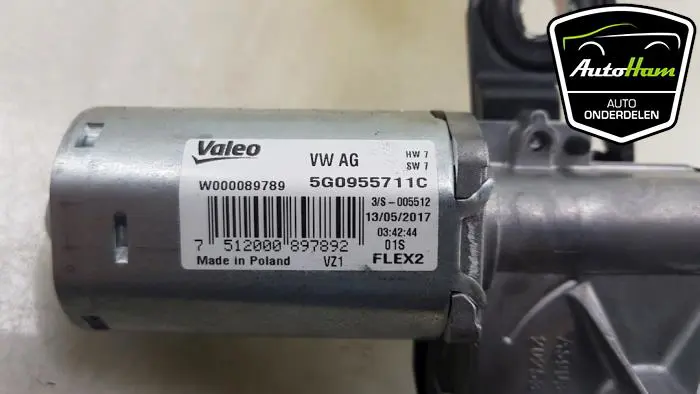 AutoHam
AUTO
ONDERDELEN
Valeo
VW AG
HW 7
SW 7
W000089789
5G0955711C
3/S-005512
13/05/2017
03:42:44
7 512000 897892
01S
Made in Poland
VZ1
FLEX2